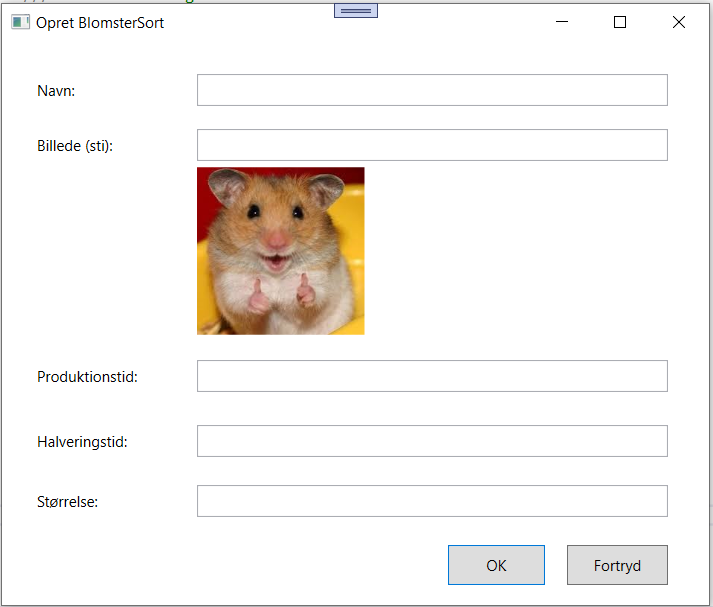 Opret BlomsterSort
Navn:
Billede (sti):
Produktionstid:
Halveringstid:
Størrelse:
OK
Fortryd